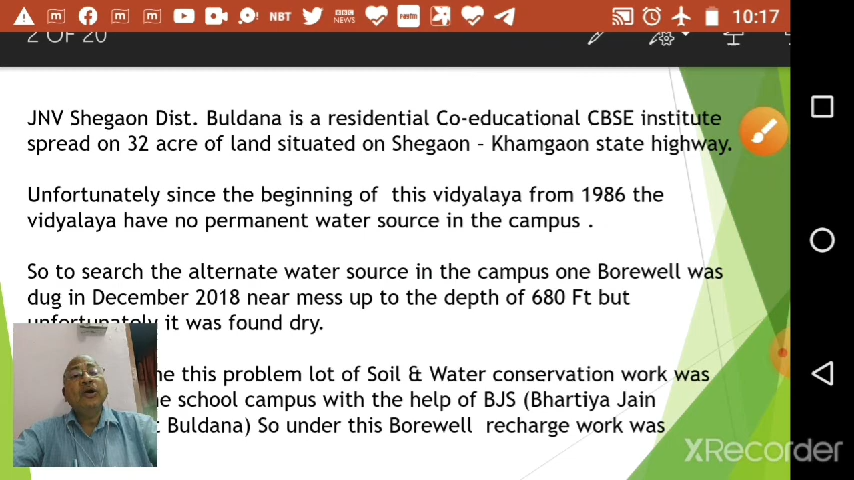 NBT
BBC
NEWS
Paytm
10:17
2 OF 20
JNV Shegaon Dist. Buldana is a residential Co-educational CBSE institute
spread on 32 acre of land situated on Shegaon - Khamgaon state highway.
Unfortunately since the beginning of this vidyalaya from 1986 the
vidyalaya have no permanent water source in the campus .
So to search the alternate water source in the campus one Borewell was
dug in December 2018 near mess up to the depth of 680 Ft but
unfortunately it was found dry.
this problem lot of Soil & Water conservation work was
school campus with the help of BJS (Bhartiya Jain
Buldana) So under this Borewell recharge work was
XRecorder